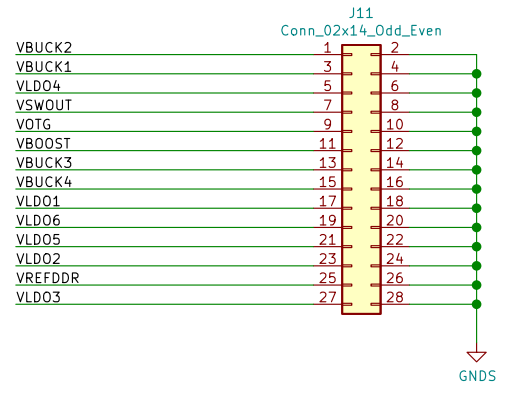 J11
Conn_02x14_Odd_Even
VBUCK2 1 2
VBUCK1 3 4
VLDO4 5 6
VSWOUT 7 8
VOTG 9 10
VBOOST 11 12
VBUCK3 13 14
VBUCK4 15 16
VLDO1 17 18
VLDO6 19 20
VLDO5 21 22
VLDO2 23 24
VREFDDR 25 26
VLDO3 27 28
GNDS